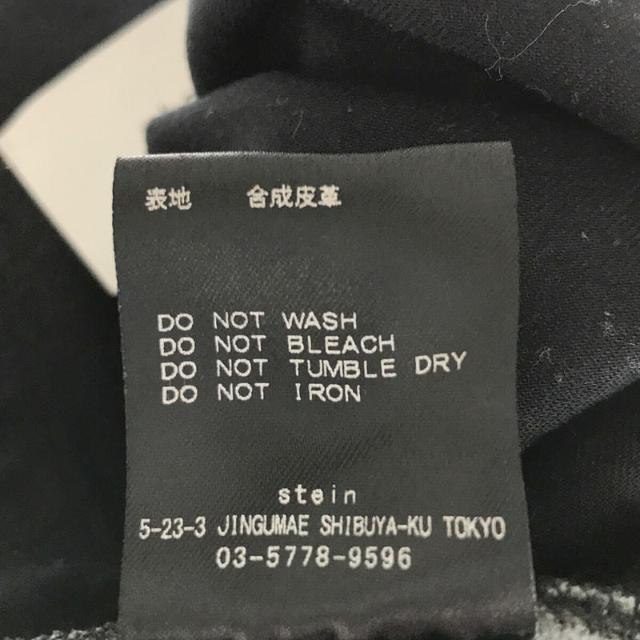 表地 合成皮革
DO NOT WASH
DO NOT BLEACH
DO NOT TUMBLE DRY
DO NOT IRON
stein
5-23-3 JINGUMAE SHIBUYA-KU TOKYO
03-5778-9596